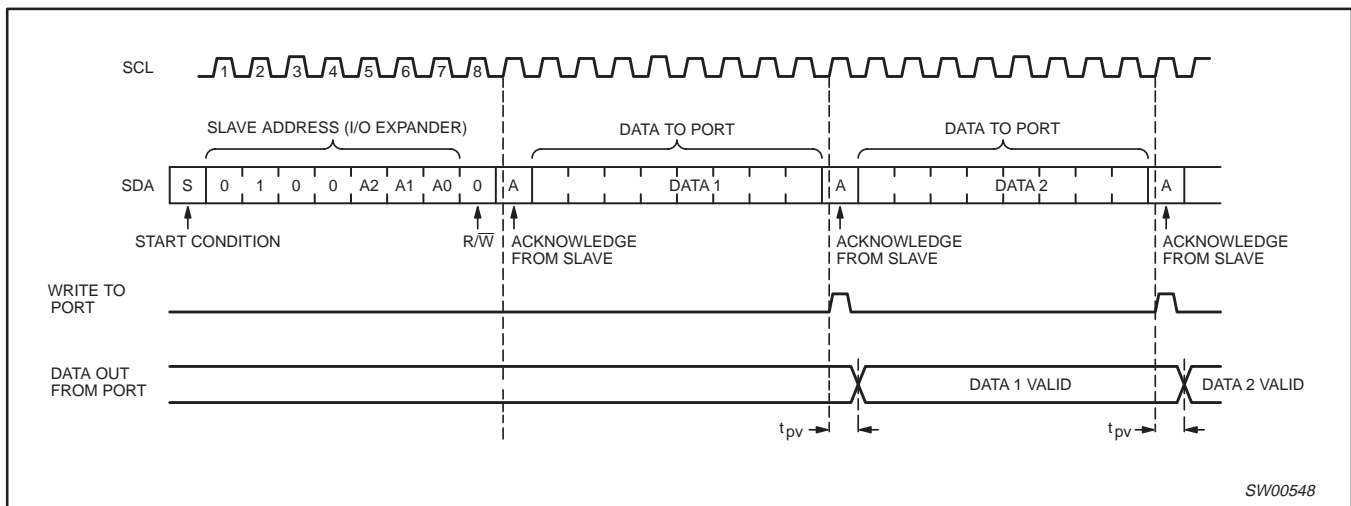 SCL
1 2 3 4 5 6 7 8
SLAVE ADDRESS (I/O EXPANDER)
DATA TO PORT
DATA TO PORT
SDA
S 0 1 0 0 A2 A1 A0 0 A DATA 1 A DATA 2 A
START CONDITION
R/W̅
ACKNOWLEDGE
FROM SLAVE
ACKNOWLEDGE
FROM SLAVE
ACKNOWLEDGE
FROM SLAVE
WRITE TO
PORT
DATA OUT
FROM PORT
DATA 1 VALID
DATA 2 VALID
tpv
tpv
SW00548